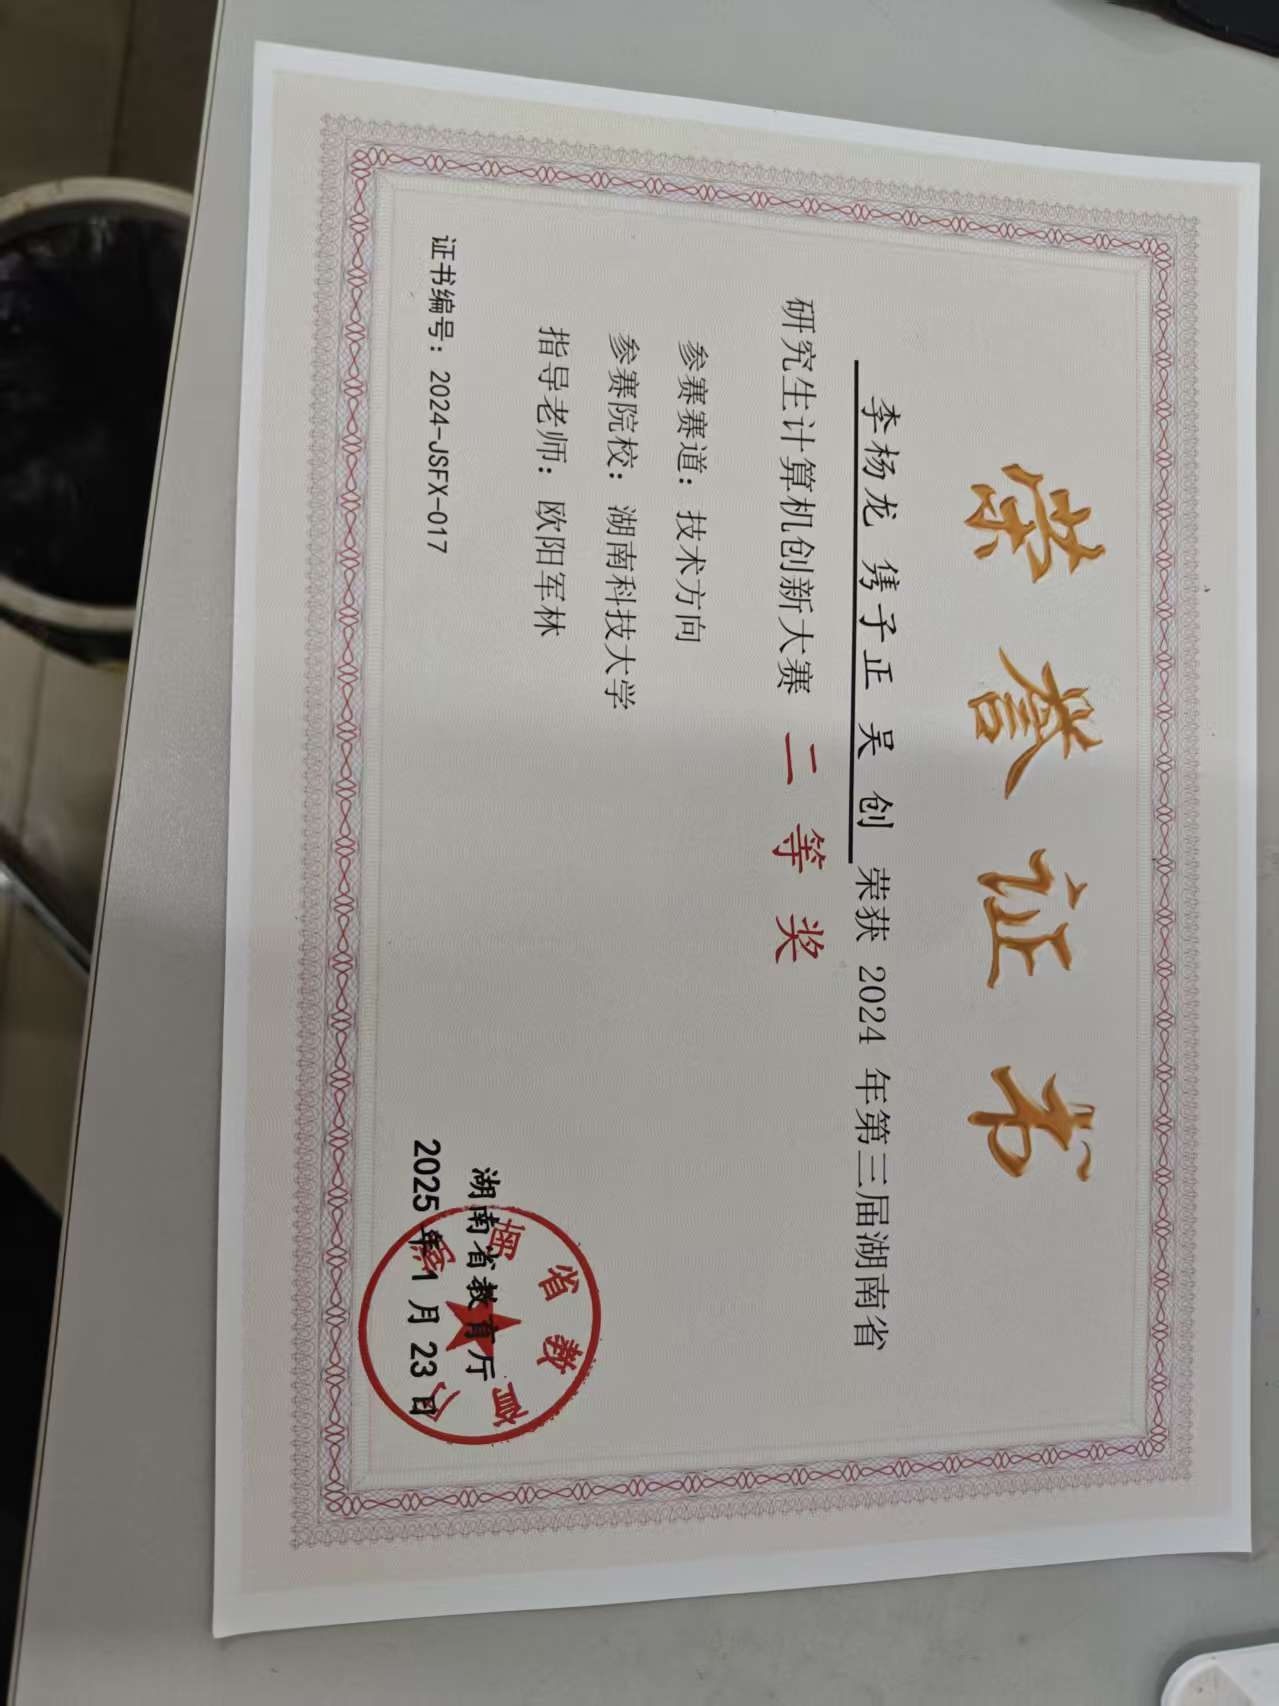 荣誉证书
李杨龙 隽子正 吴创 荣获 2024 年第三届湖南省
研究生计算机创新大赛 二等奖
参赛赛道：技术方向
参赛院校：湖南科技大学
指导老师：欧阳军林
证书编号：2024-JSFX-017
湖南省教育厅
2025 年 1 月 23 日
湖南省教育厅